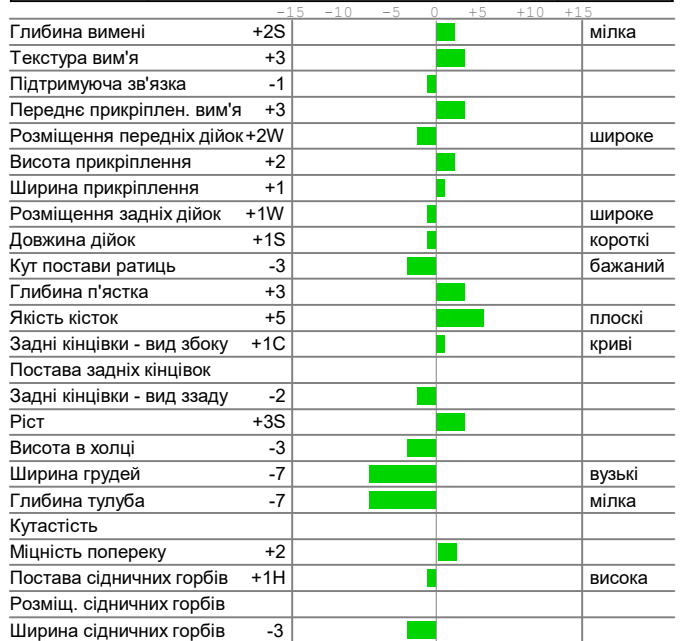 -15 -10 -5 0 +5 +10 +15
Глибина вимені +2S мілка
Текстура вим'я +3
Підтримуюча зв'язка -1
Переднє прикріплен. вим'я +3
Розміщення передніх дійок +2W широке
Висота прикріплення +2
Ширина прикріплення +1
Розміщення задніх дійок +1W широке
Довжина дійок +1S короткі
Кут постави ратиць -3 бажаний
Глибина п'ястка +3
Якість кісток +5 плоскі
Задні кінцівки - вид збоку +1C криві
Постава задніх кінцівок
Задні кінцівки - вид ззаду -2
Ріст +3S
Висота в холці -3
Ширина грудей -7 вузькі
Глибина тулуба -7 мілка
Кутастість
Міцність попереку +2
Постава сідничних горбів +1H висока
Розміщ. сідничних горбів
Ширина сідничних горбів -3